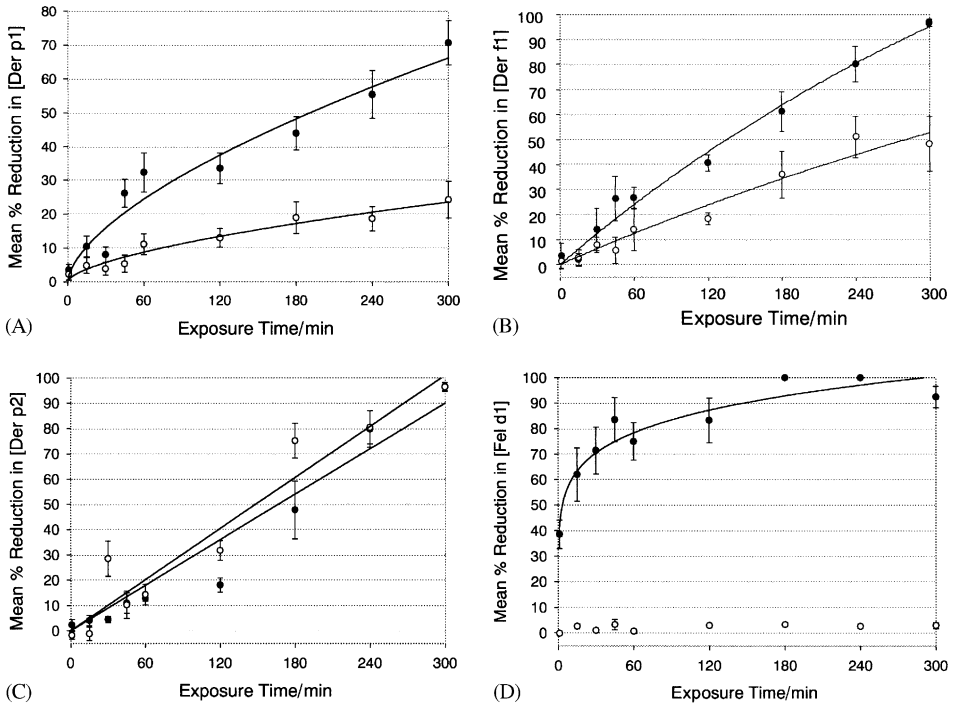 Mean % Reduction in [Der p1]
80
70
60
50
40
30
20
10
0
0 60 120 180 240 300
Exposure Time/min
(A)
Mean % Reduction in [Der f1]
100
90
80
70
60
50
40
30
20
10
0
0 60 120 180 240 300
Exposure Time/min
(B)
Mean % Reduction in [Der p2]
100
90
80
70
60
50
40
30
20
10
0
0 60 120 180 240 300
Exposure Time/min
(C)
Mean % Reduction in [Fel d1]
100
90
80
70
60
50
40
30
20
10
0
0 60 120 180 240 300
Exposure Time/min
(D)